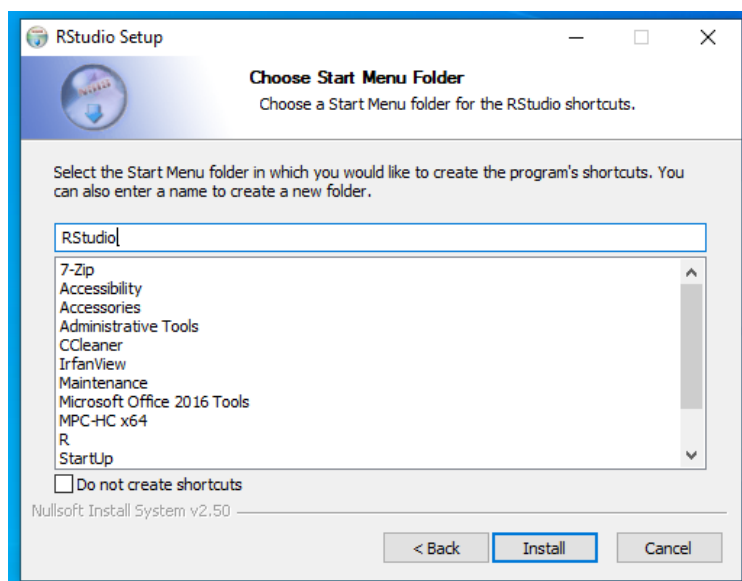 RStudio Setup
Choose Start Menu Folder
Choose a Start Menu folder for the RStudio shortcuts.
Select the Start Menu folder in which you would like to create the program's shortcuts. You
can also enter a name to create a new folder.
RStudio
7-Zip
Accessibility
Accessories
Administrative Tools
CCleaner
IrfanView
Maintenance
Microsoft Office 2016 Tools
MPC-HC x64
R
StartUp
Do not create shortcuts
Nullsoft Install System v2.50
< Back
Install
Cancel